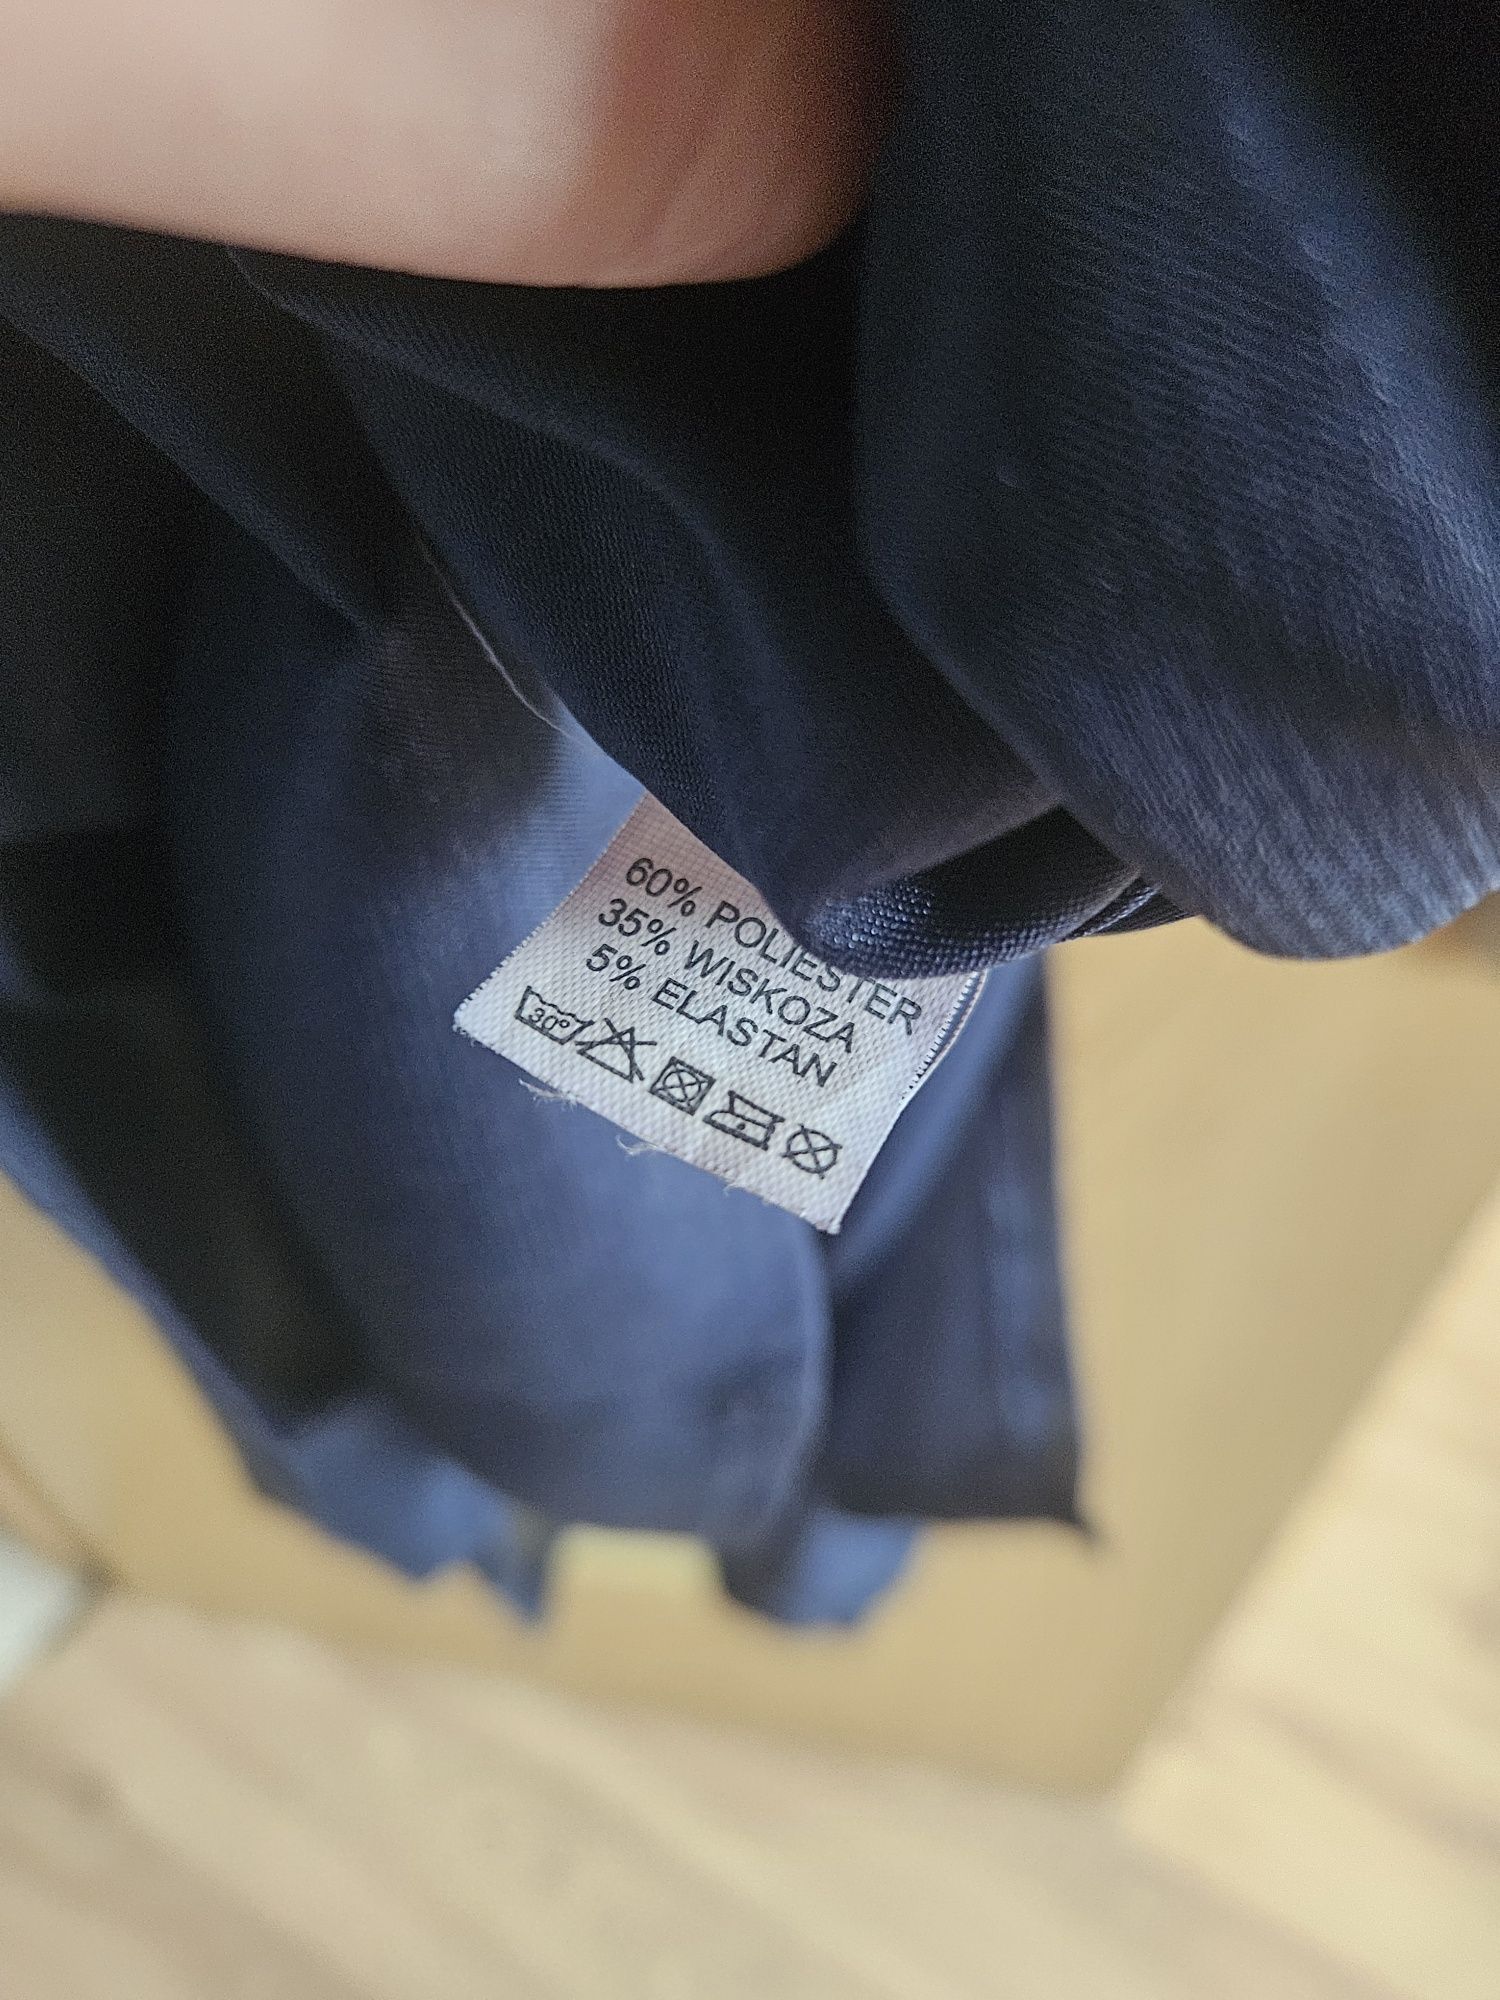 60% POLIESTER
35% WISKOZA
5% ELASTAN
30°